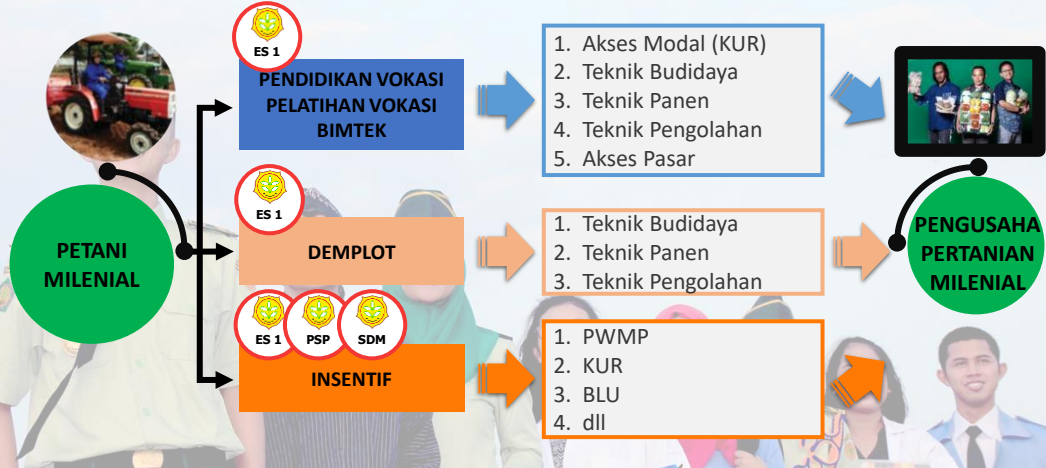 PETANI
MILENIAL
ES 1
PENDIDIKAN VOKASI
PELATIHAN VOKASI
BIMTEK
1. Akses Modal (KUR)
2. Teknik Budidaya
3. Teknik Panen
4. Teknik Pengolahan
5. Akses Pasar
ES 1
DEMPLOT
1. Teknik Budidaya
2. Teknik Panen
3. Teknik Pengolahan
ES 1
PSP
SDM
INSENTIF
1. PWMP
2. KUR
3. BLU
4. dll
PENGUSAHA
PERTANIAN
MILENIAL